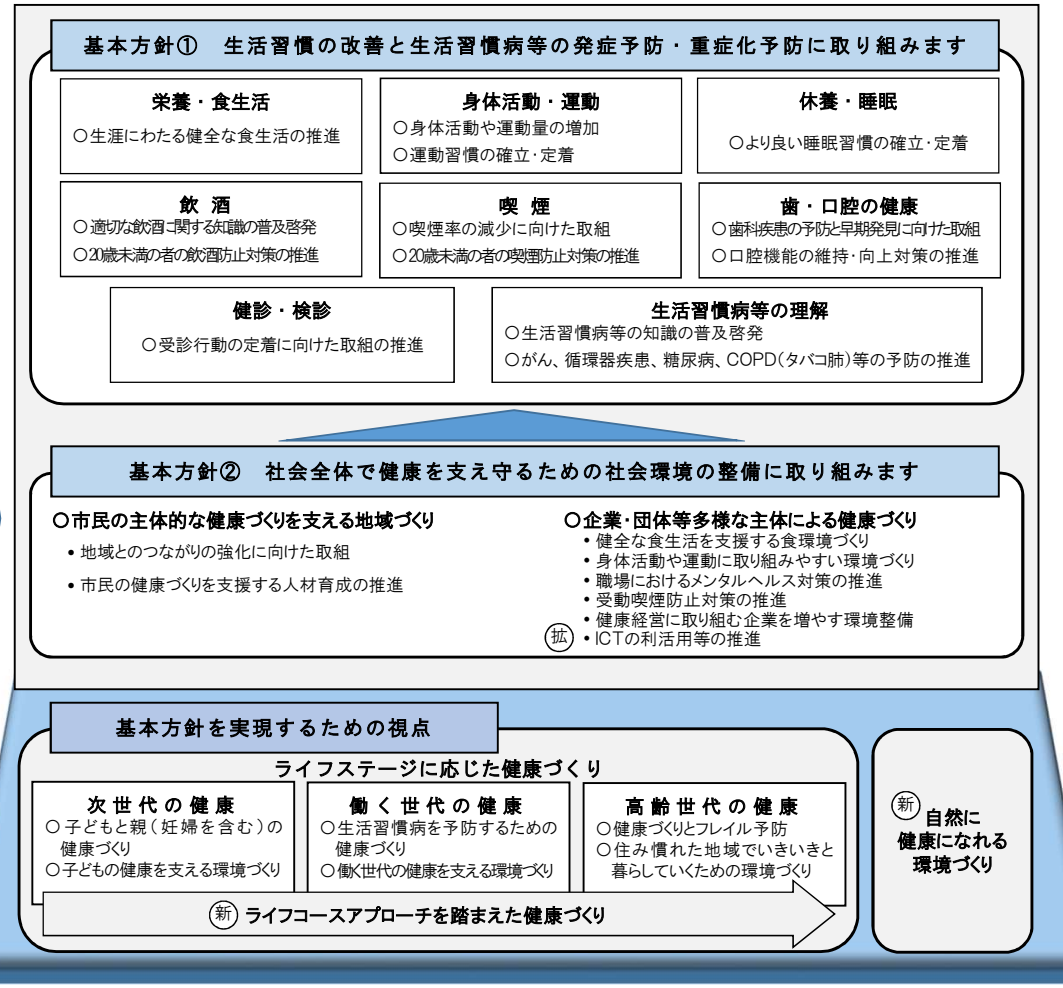 基本方針① 生活習慣の改善と生活習慣病等の発症予防・重症化予防に取り組みます
栄養・食生活
○生涯にわたる健全な食生活の推進
身体活動・運動
○身体活動や運動量の増加
○運動習慣の確立・定着
休養・睡眠
○より良い睡眠習慣の確立・定着
飲酒
○適切な飲酒に関する知識の普及啓発
○20歳未満の者の飲酒防止対策の推進
喫煙
○喫煙率の減少に向けた取組
○20歳未満の者の喫煙防止対策の推進
歯・口腔の健康
○歯科疾患の予防と早期発見に向けた取組
○口腔機能の維持・向上対策の推進
健診・検診
○受診行動の定着に向けた取組の推進
生活習慣病等の理解
○生活習慣病等の知識の普及啓発
○がん、循環器疾患、糖尿病、COPD(タバコ肺)等の予防の推進
基本方針② 社会全体で健康を支え守るための社会環境の整備に取り組みます
○市民の主体的な健康づくりを支える地域づくり
・地域とのつながりの強化に向けた取組
・市民の健康づくりを支援する人材育成の推進
○企業・団体等多様な主体による健康づくり
・健全な食生活を支援する食環境づくり
・身体活動や運動に取り組みやすい環境づくり
・職場におけるメンタルヘルス対策の推進
・受動喫煙防止対策の推進
・健康経営に取り組む企業を増やす環境整備
拡 ・ICTの利活用等の推進
基本方針を実現するための視点
ライフステージに応じた健康づくり
次世代の健康
○子どもと親(妊婦を含む)の
健康づくり
○子どもの健康を支える環境づくり
働く世代の健康
○生活習慣病を予防するための
健康づくり
○働く世代の健康を支える環境づくり
高齢世代の健康
○健康づくりとフレイル予防
○住み慣れた地域でいきいきと
暮らしていくための環境づくり
新 ライフコースアプローチを踏まえた健康づくり
新 自然に
健康になれる
環境づくり